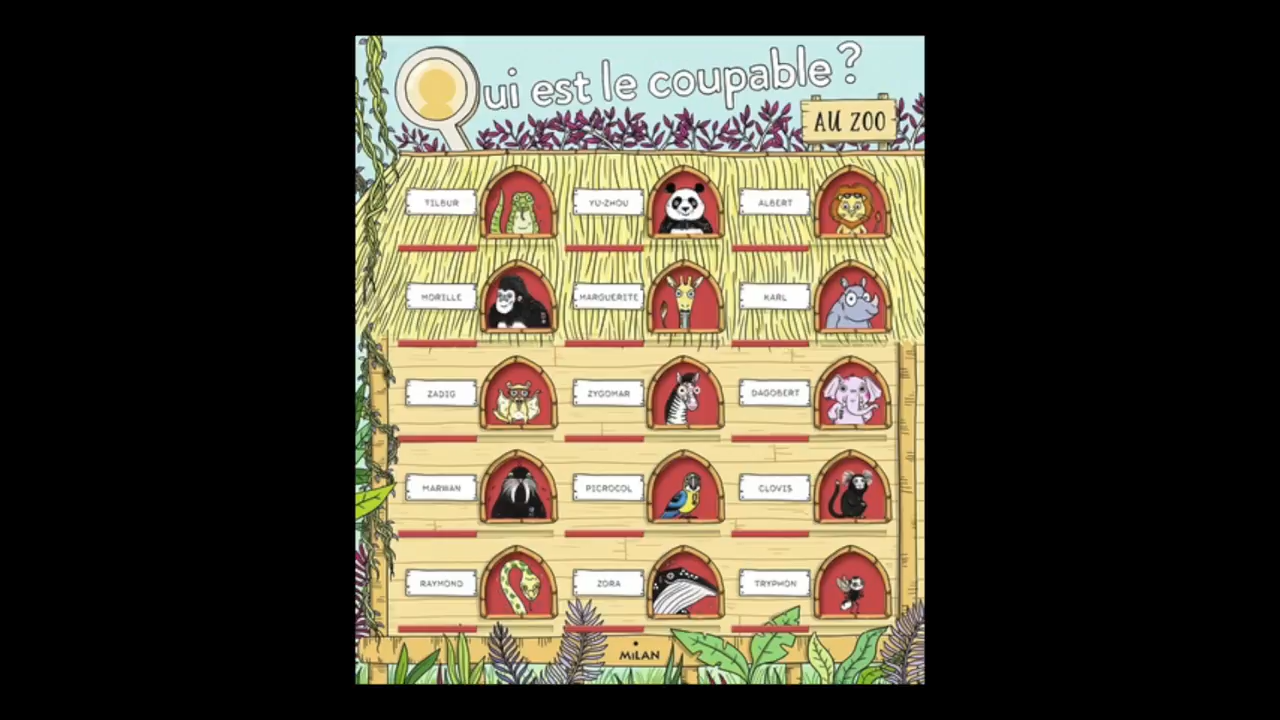 Qui est le coupable ?
AU ZOO
TILBUR YU-ZHOU ALBERT
MORILLE MARGUERITE KARL
ZADIG ZYGOMAR DAGOBERT
MARWAN PICROCOL CLOVIS
RAYMOND ZORA TRYPHON
MiLAN